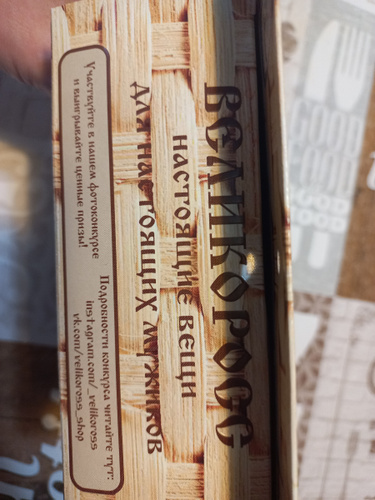 ВЕЛИКОРОСС
настоящие вещи
для настоящих мужиков
Участвуйте в нашем фотоконкурсе
и выигрывайте ценные призы!
Подробности конкурса читайте тут:
instagram.com/_velikoross
vk.com/velikoross_shop